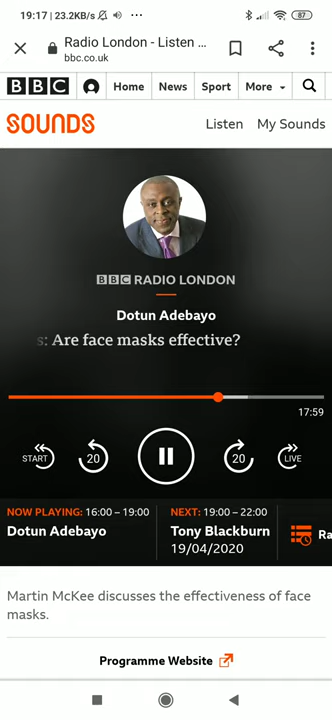 19:17 | 23.2KB/s ... 87
Radio London - Listen ...
bbc.co.uk
BBC Home News Sport More
SOUNDS Listen My Sounds
BBC RADIO LONDON
Dotun Adebayo
s: Are face masks effective?
17:59
START 20 20 LIVE
NOW PLAYING: 16:00 – 19:00 NEXT: 19:00 – 22:00
Dotun Adebayo Tony Blackburn Ra
19/04/2020
Martin McKee discusses the effectiveness of face
masks.
Programme Website